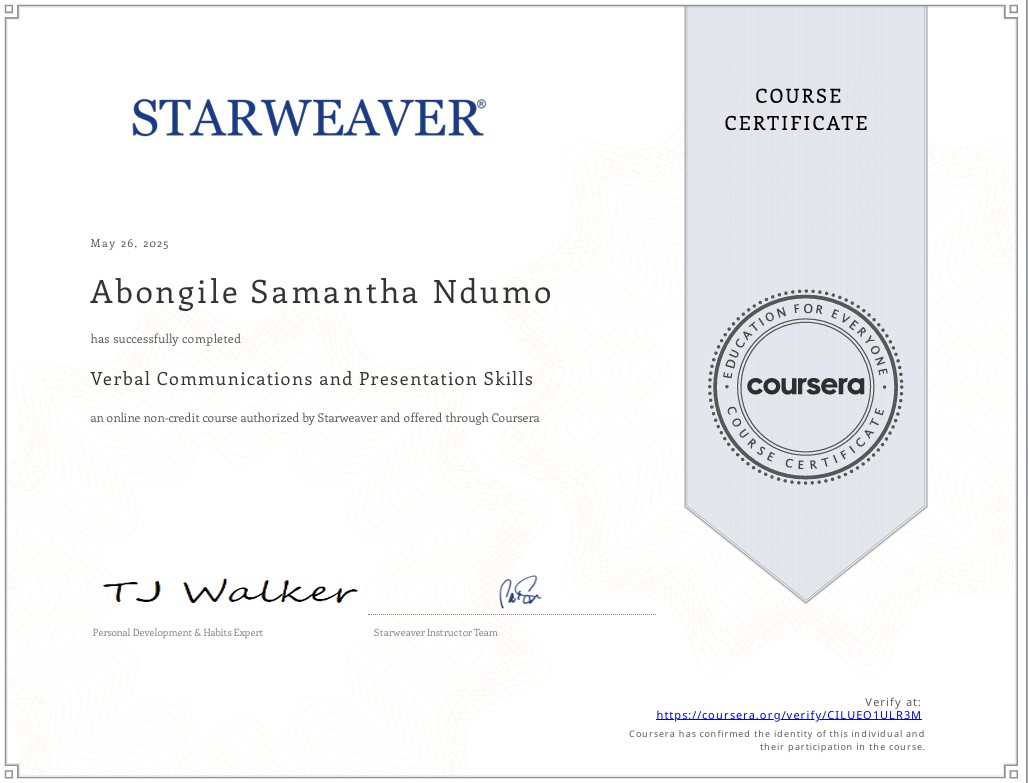 STARWEAVER®
COURSE
CERTIFICATE
May 26, 2025
Abongile Samantha Ndumo
has successfully completed
Verbal Communications and Presentation Skills
an online non-credit course authorized by Starweaver and offered through Coursera
EDUCATION FOR EVERYONE
coursera
COURSE CERTIFICATE
TJ Walker
Personal Development & Habits Expert
Starweaver Instructor Team
Verify at:
https://coursera.org/verify/CILUEO1ULR3M
Coursera has confirmed the identity of this individual and
their participation in the course.